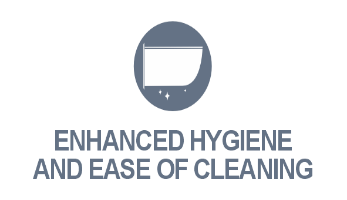 ENHANCED HYGIENE
AND EASE OF CLEANING